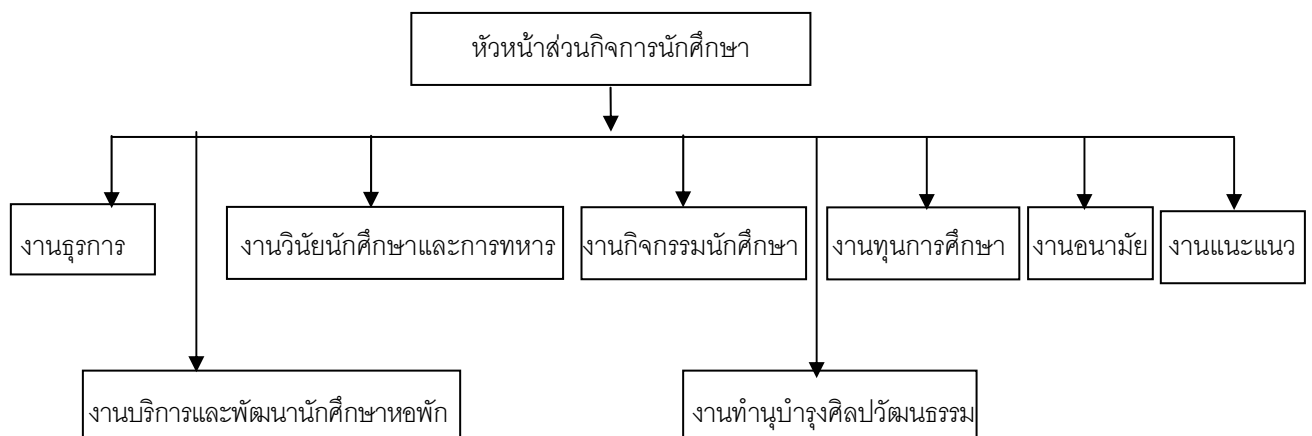 หัวหน้าส่วนกิจการนักศึกษา
งานธุรการ
งานวินัยนักศึกษาและการทหาร
งานกิจกรรมนักศึกษา
งานทุนการศึกษา
งานอนามัย
งานแนะแนว
งานบริการและพัฒนานักศึกษาหอพัก
งานทำนุบำรุงศิลปวัฒนธรรม